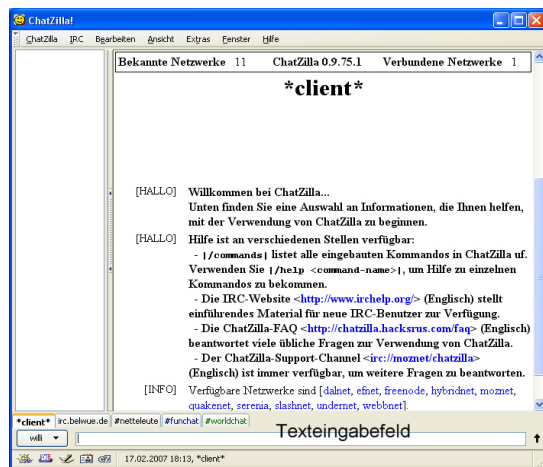 ChatZilla!
ChatZilla IRC Bearbeiten Ansicht Extras Fenster Hilfe
Bekannte Netzwerke 11 ChatZilla 0.9.75.1 Verbundene Netzwerke 1
*client*
[HALLO] Willkommen bei ChatZilla...
Unten finden Sie eine Auswahl an Informationen, die Ihnen helfen,
mit der Verwendung von ChatZilla zu beginnen.
[HALLO] Hilfe ist an verschiedenen Stellen verfügbar:
- |/commands| listet alle eingebauten Kommandos in ChatZilla uf.
Verwenden Sie |/help <command-name>|, um Hilfe zu einzelnen
Kommandos zu bekommen.
- Die IRC-Website <http://www.irchelp.org/> (Englisch) stellt
einführendes Material für neue IRC-Benutzer zur Verfügung.
- Die ChatZilla-FAQ <http://chatzilla.hacksrus.com/faq> (Englisch)
beantwortet viele übliche Fragen zur Verwendung von ChatZilla.
- Der ChatZilla-Support-Channel <irc://moznet/chatzilla>
(Englisch) ist immer verfügbar, um weitere Fragen zu beantworten.
[INFO] Verfügbare Netzwerke sind [dalnet, efnet, freenode, hybridnet, moznet,
quakenet, serenia, slashnet, undernet, webbnet].
*client* irc.belwue.de #netteleute #funchat #worldchat
willi Texteingabefeld
17.02.2007 18:13, *client*